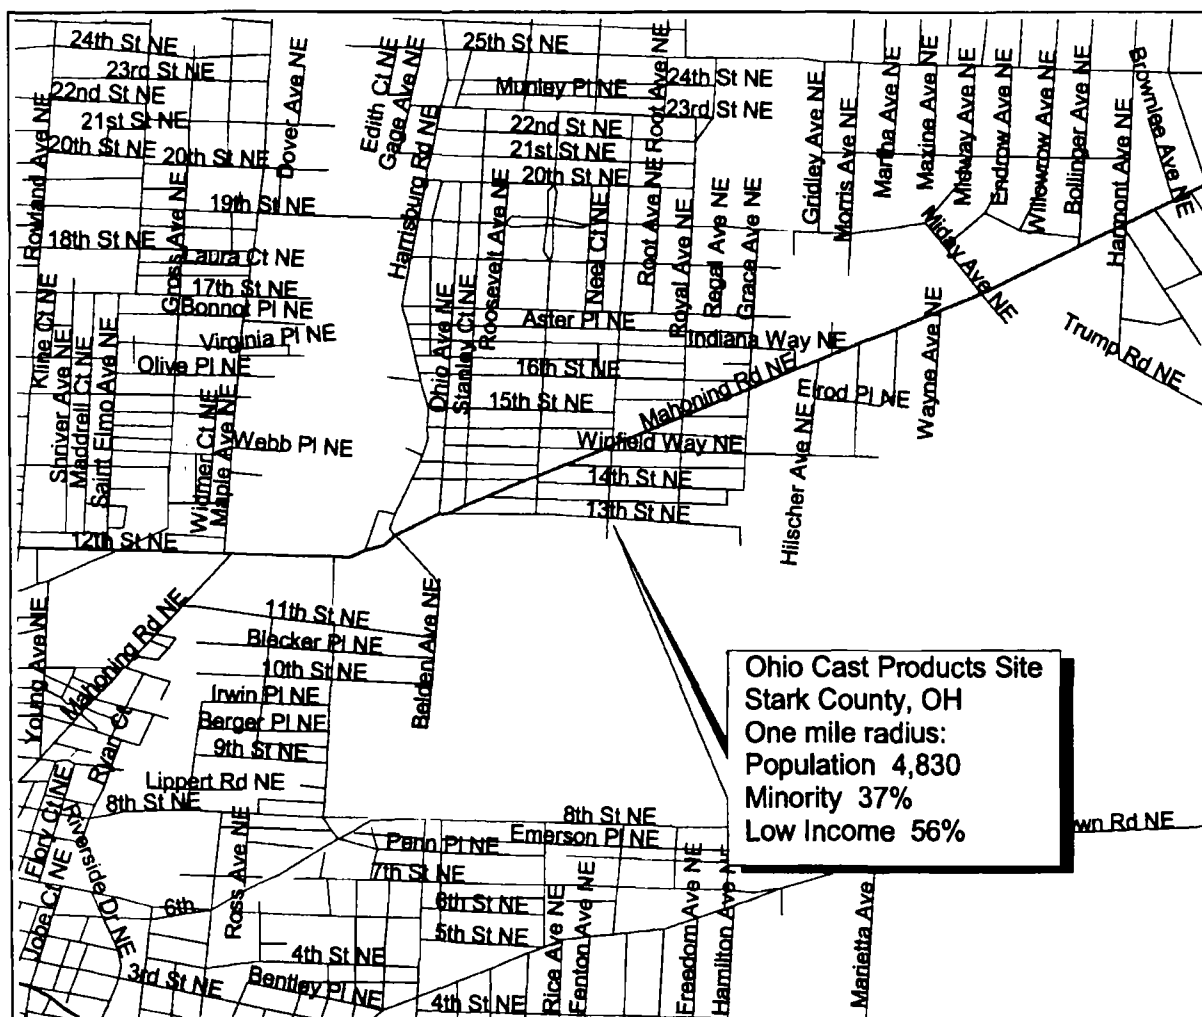 24th St NE
25th St NE
23rd St NE
22nd St NE
21st St NE
20th St NE
20th St NE
Dover Ave NE
Edith Ct NE
Gage Ave NE
Harrisburg Rd NE
Munley Pl NE
22nd St NE
21st St NE
20th St NE
Root Ave NE
24th St NE
23rd St NE
Gridley Ave NE
Morris Ave NE
Martha Ave NE
Maxine Ave NE
Midway Ave NE
Endrow Ave NE
Willowrow Ave NE
Bollinger Ave NE
Harmont Ave NE
Brownlee Ave NE
Rowland Ave NE
19th St NE
18th St NE
Gross Ave NE
Laura Ct NE
17th St NE
Bonnot Pl NE
Virginia Pl NE
Olive Pl NE
Kline Ct NE
Shriver Ave NE
Maddrell Ct NE
Saint Elmo Ave NE
Widmer Ct NE
Maple Ave NE
Webb Pl NE
Ohio Ave NE
Stanley Ct NE
Roosevelt Ave NE
Neel Ct NE
Root Ave NE
Royal Ave NE
Regal Ave NE
Grace Ave NE
Aster Pl NE
Indiana Way NE
16th St NE
15th St NE
Mahoning Rd NE
Miday Ave NE
Trump Rd NE
Wayne Ave NE
Elrod Pl NE
Hilscher Ave NE
Winfield Way NE
14th St NE
13th St NE
12th St NE
Young Ave NE
Mahoning Rd NE
11th St NE
Blecker Pl NE
10th St NE
Belden Ave NE
Irwin Pl NE
Berger Pl NE
9th St NE
Ryan Ct
Lippert Rd NE
8th St NE
Ohio Cast Products Site
Stark County, OH
One mile radius:
Population 4,830
Minority 37%
Low Income 56%
8th St NE
wn Rd NE
Flory Ct NE
Riverside Dr NE
Jobe Ct NE
Ross Ave NE
Penn Pl NE
Emerson Pl NE
7th St NE
6th
6th St NE
5th St NE
4th St NE
Rice Ave NE
Fenton Ave NE
Freedom Ave NE
Hamilton Ave NE
Marietta Ave
3rd St NE
Bentley Pl NE
4th St NE